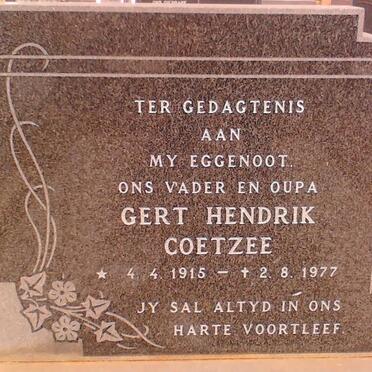 TER GEDAGTENIS
AAN
MY EGGENOOT.
ONS VADER EN OUPA
GERT HENDRIK
COETZEE
★ 4.4.1915 — ✝ 2.8.1977
JY SAL ALTYD IN ONS
HARTE VOORTLEEF.